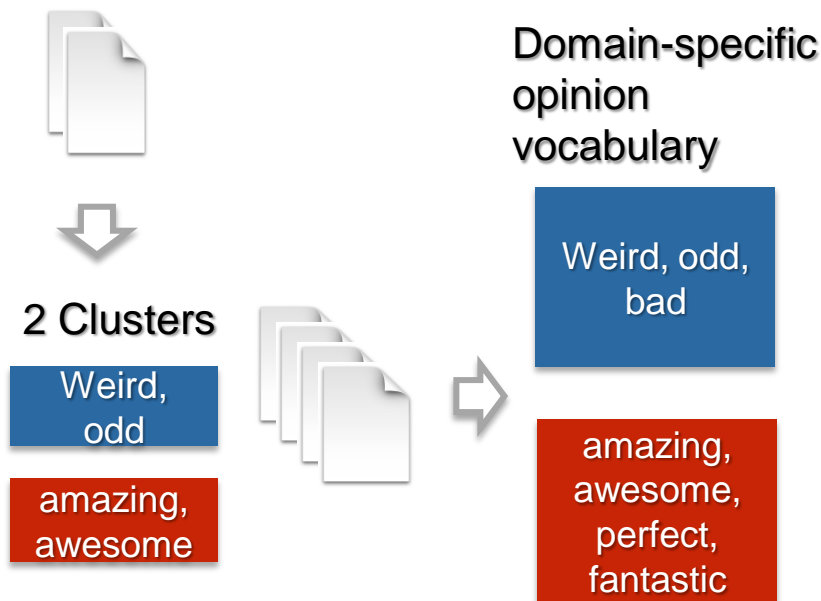 Domain-specific
opinion
vocabulary
2 Clusters
Weird,
odd
amazing,
awesome
Weird, odd,
bad
amazing,
awesome,
perfect,
fantastic